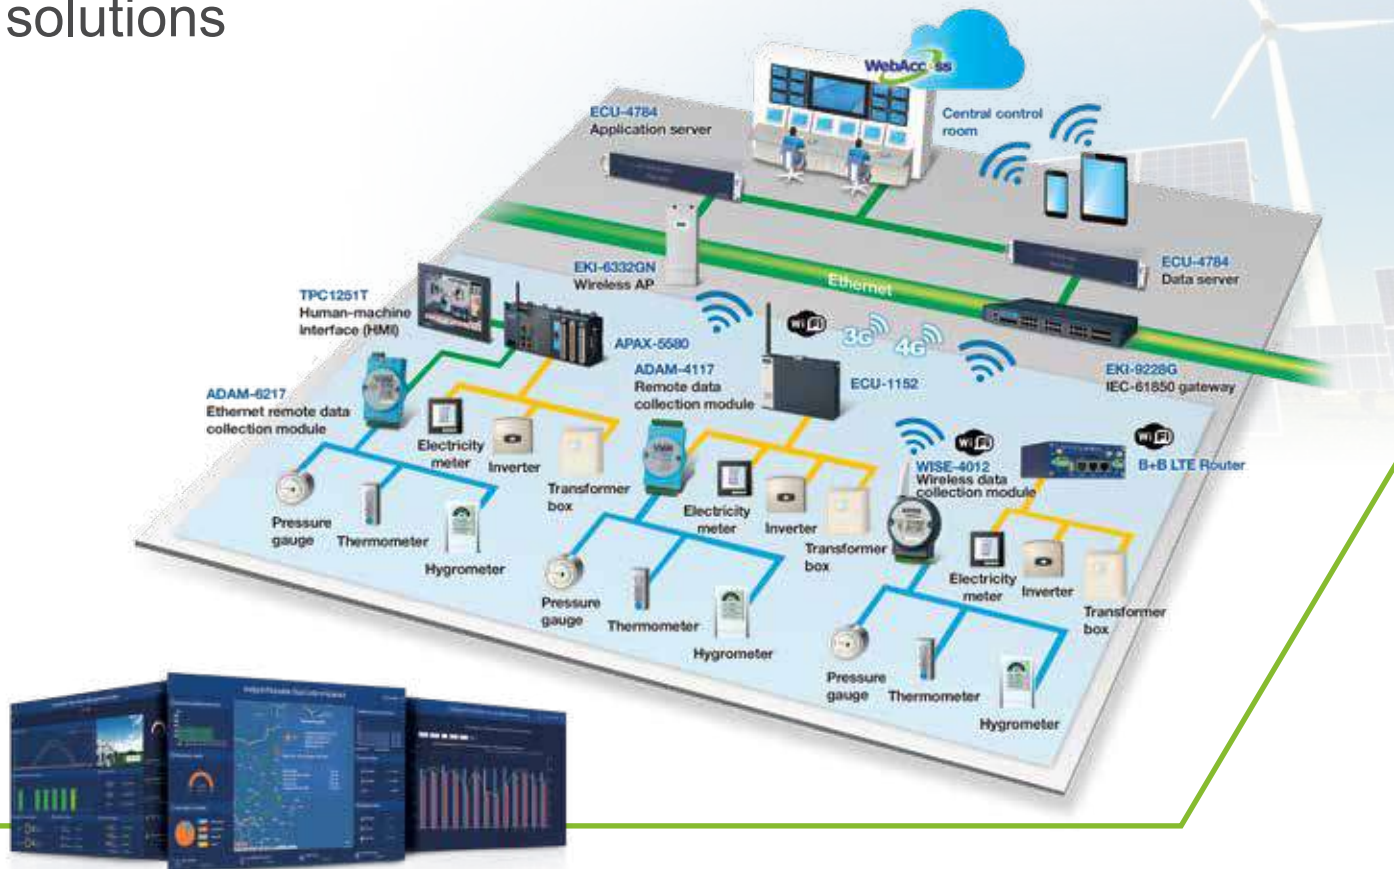 solutions
WebAccess
ECU-4784
Application server
Central control
room
EKI-6332GN
Wireless AP
Ethernet
ECU-4784
Data server
TPC1251T
Human-machine
Interface (HMI)
APAX-5580
WiFi
3G
4G
EKI-9228G
IEC-61850 gateway
ADAM-6217
Ethernet remote data
collection module
ADAM-4117
Remote data
collection module
ECU-1152
Electricity
meter
Inverter
Transformer
box
WiFi
WISE-4012
Wireless data
collection module
WiFi
B+B LTE Router
Pressure
gauge
Thermometer
Hygrometer
Electricity
meter
Inverter
Transformer
box
Pressure
gauge
Thermometer
Hygrometer
Electricity
meter
Inverter
Transformer
box
Pressure
gauge
Thermometer
Hygrometer